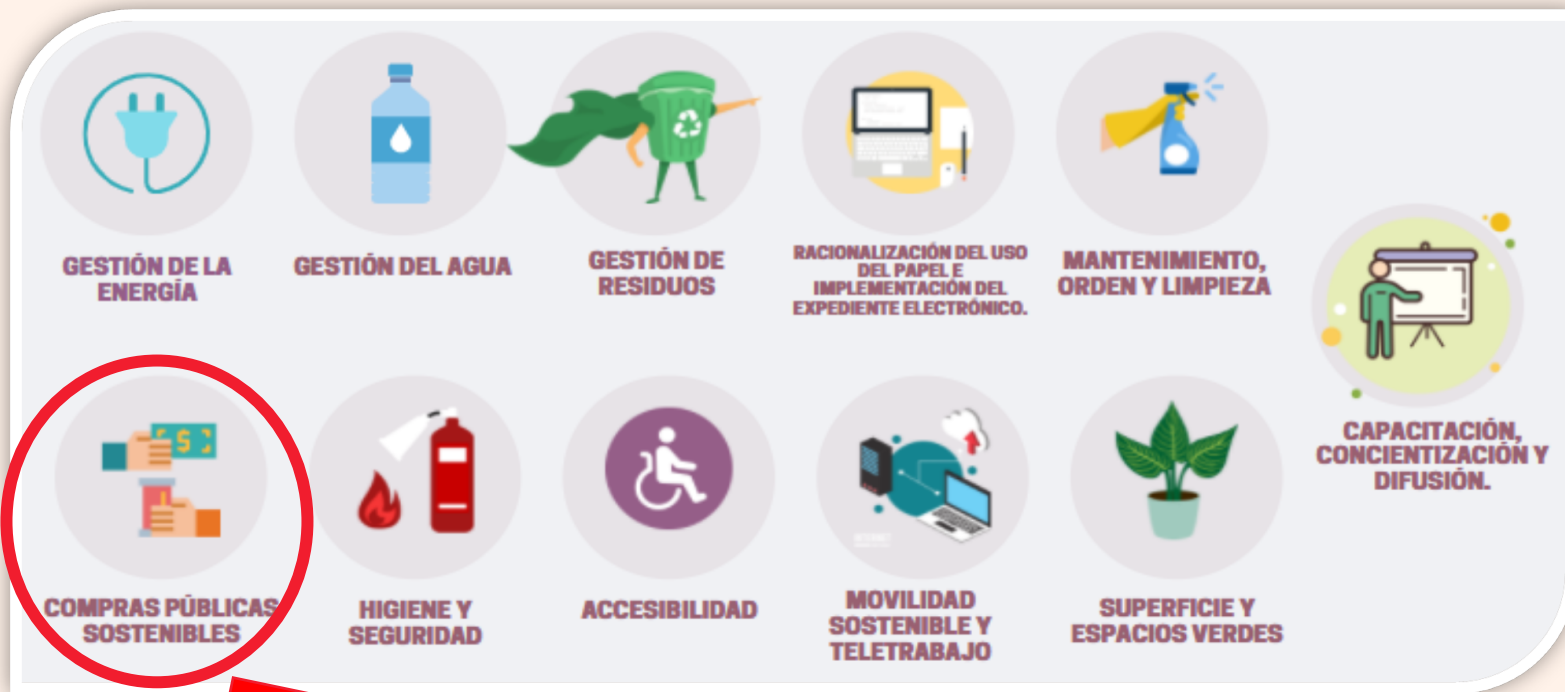 GESTIÓN DE LA
ENERGÍA
GESTIÓN DEL AGUA
GESTIÓN DE
RESIDUOS
RACIONALIZACIÓN DEL USO
DEL PAPEL E
IMPLEMENTACIÓN DEL
EXPEDIENTE ELECTRÓNICO.
MANTENIMIENTO,
ORDEN Y LIMPIEZA
CAPACITACIÓN,
CONCIENTIZACIÓN Y
DIFUSIÓN.
$
COMPRAS PÚBLICAS
SOSTENIBLES
HIGIENE Y
SEGURIDAD
ACCESIBILIDAD
MOVILIDAD
SOSTENIBLE Y
TELETRABAJO
SUPERFICIE Y
ESPACIOS VERDES